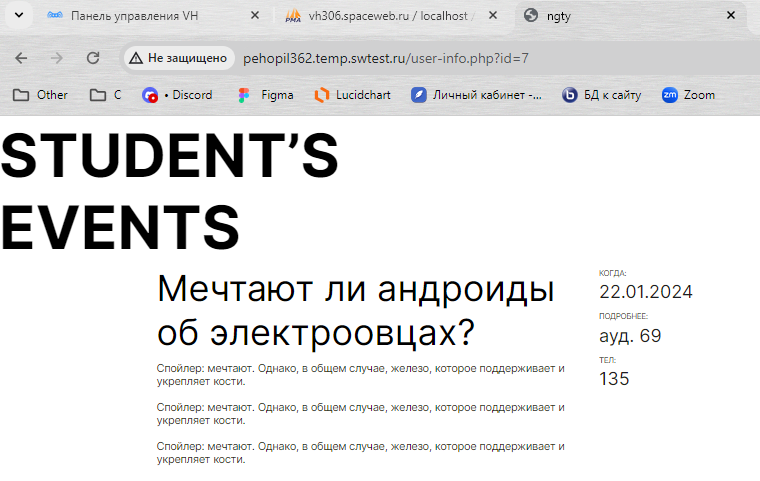 Панель управления VH
vh306.spaceweb.ru / localhost /
ngty
Не защищено
pehopil362.temp.swtest.ru/user-info.php?id=7
Other
С
• Discord
Figma
Lucidchart
Личный кабинет -...
БД к сайту
Zoom
STUDENT’S
EVENTS
Мечтают ли андроиды
об электроовцах?
Спойлер: мечтают. Однако, в общем случае, железо, которое поддерживает и
укрепляет кости.
Спойлер: мечтают. Однако, в общем случае, железо, которое поддерживает и
укрепляет кости.
Спойлер: мечтают. Однако, в общем случае, железо, которое поддерживает и
укрепляет кости.
КОГДА:
22.01.2024
ПОДРОБНЕЕ:
ауд. 69
ТЕЛ:
135